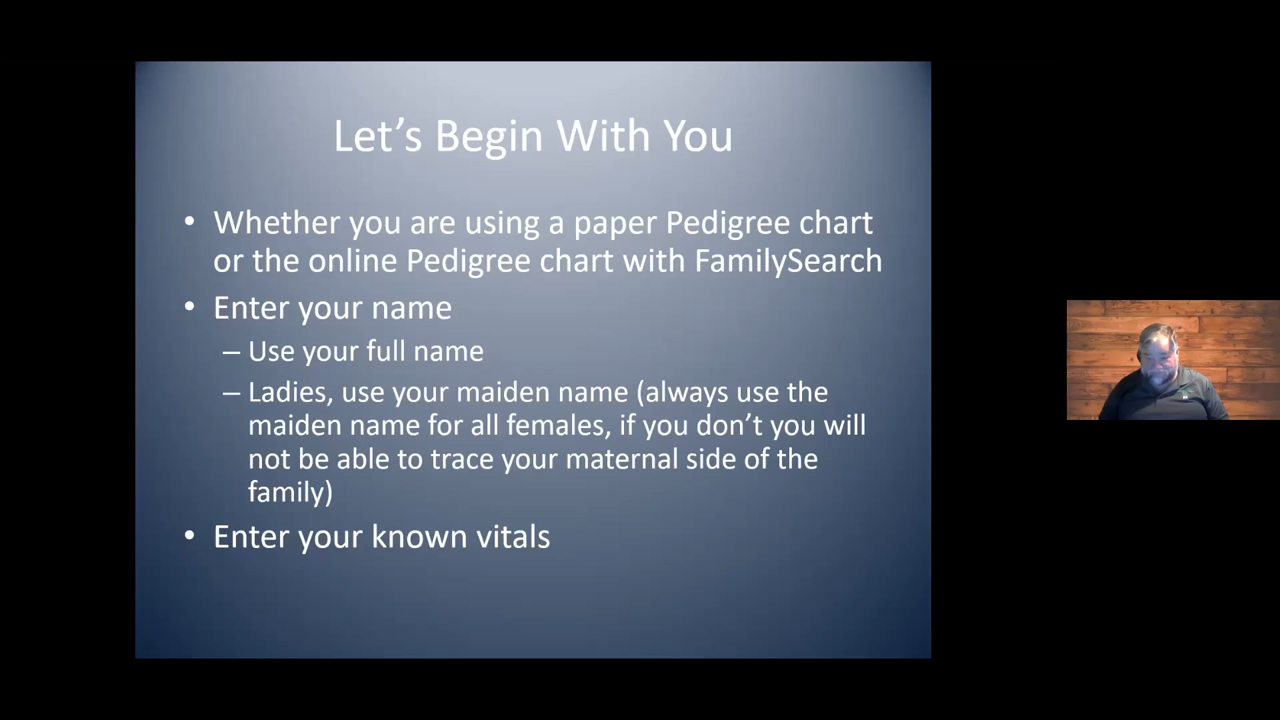 Let’s Begin With You
• Whether you are using a paper Pedigree chart
or the online Pedigree chart with FamilySearch
• Enter your name
– Use your full name
– Ladies, use your maiden name (always use the
maiden name for all females, if you don’t you will
not be able to trace your maternal side of the
family)
• Enter your known vitals